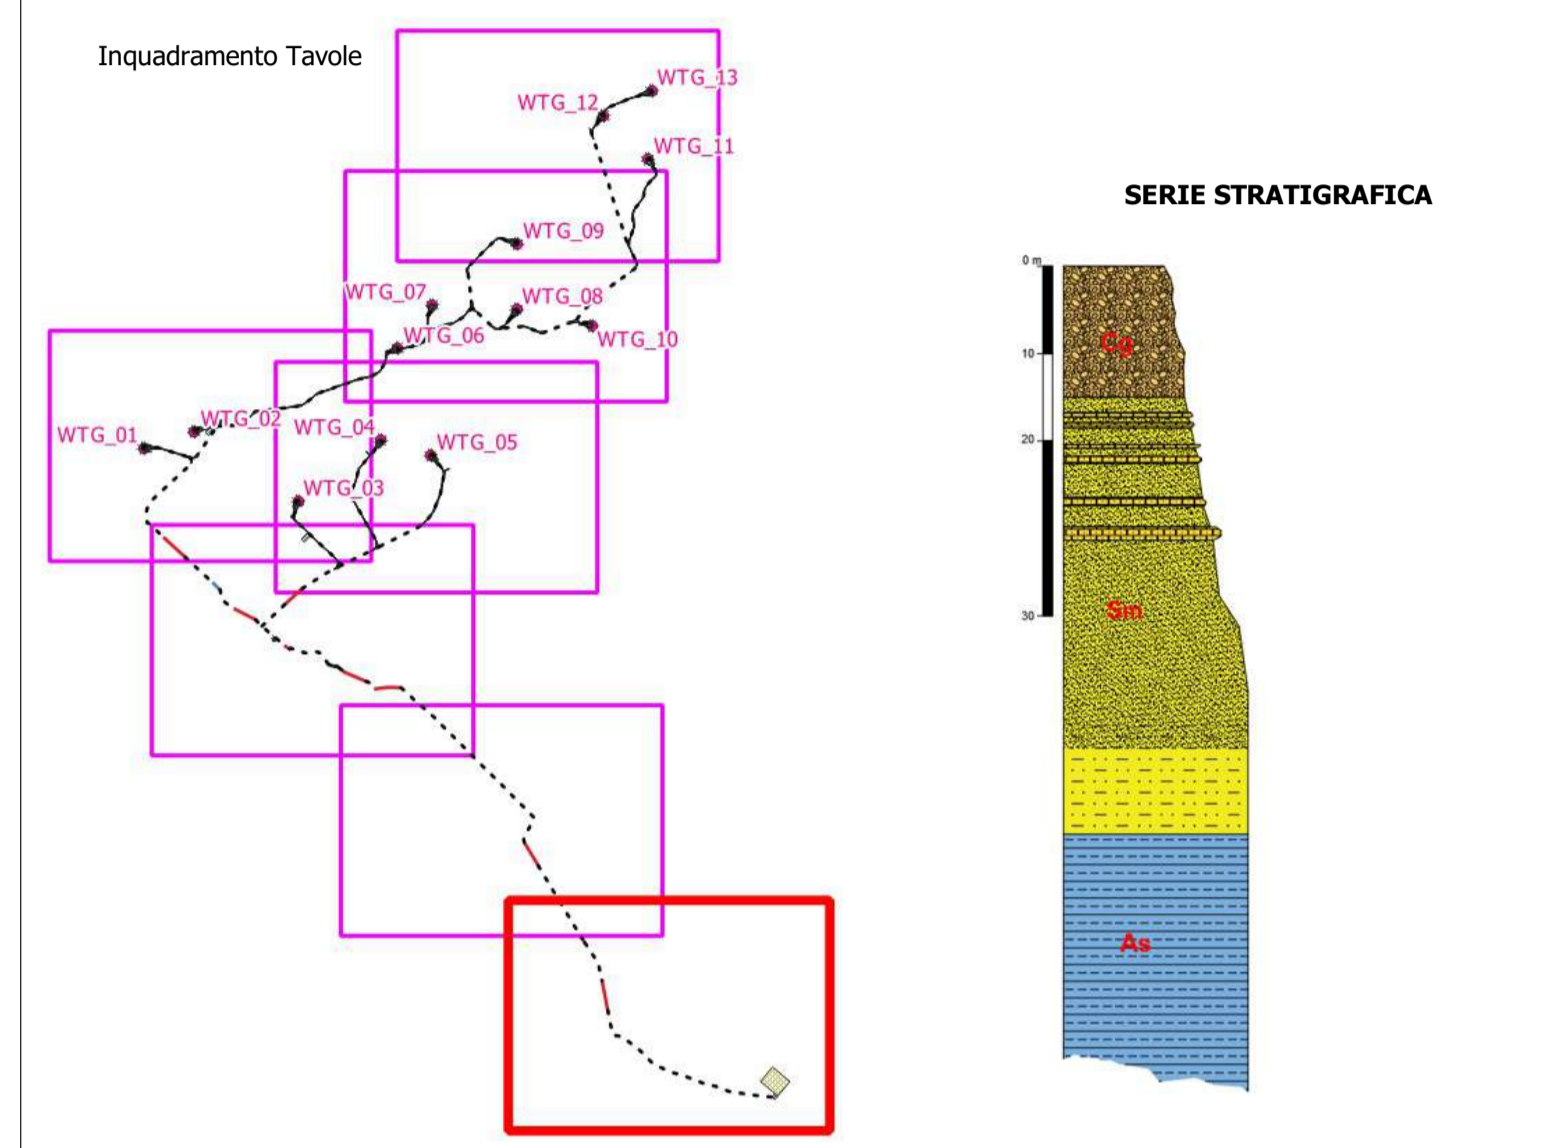 Inquadramento Tavole
WTG_13
WTG_12
WTG_11
WTG_09
WTG_07
WTG_08
WTG_06
WTG_10
WTG_02
WTG_01
WTG_04
WTG_05
WTG_03
SERIE STRATIGRAFICA
0 m
Cg
10
20
Sm
30
As